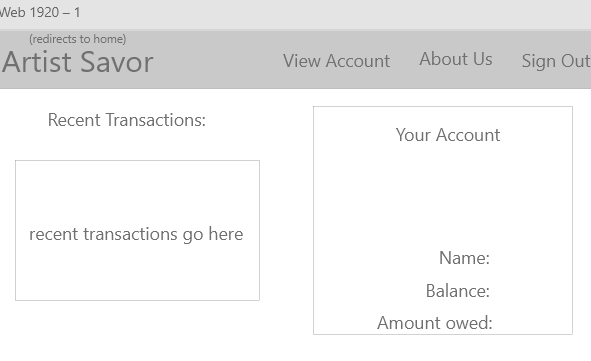 Web 1920 – 1
(redirects to home)
Artist Savor
View Account
About Us
Sign Out
Recent Transactions:
recent transactions go here
Your Account
Name:
Balance:
Amount owed: